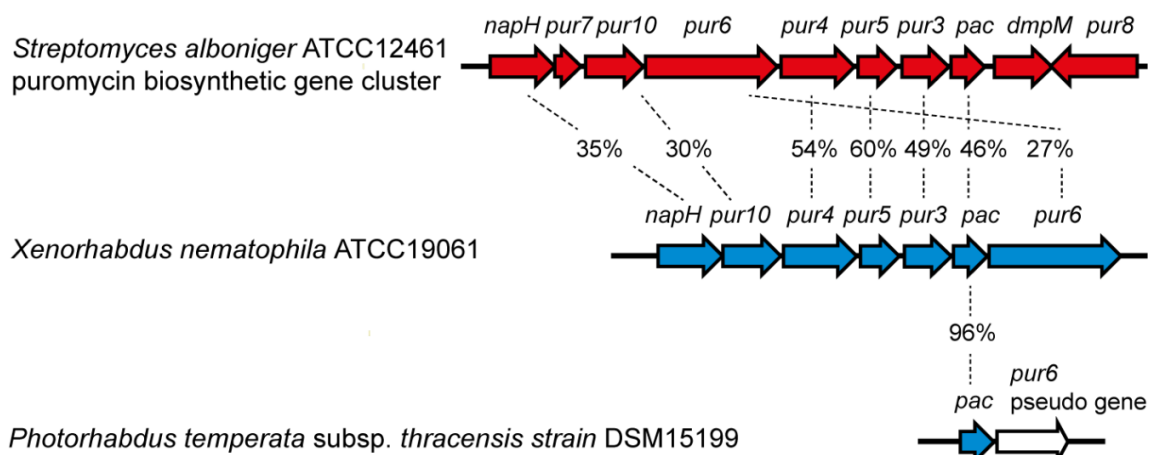 napH pur7 pur10 pur6 pur4 pur5 pur3 pac dmpM pur8
Streptomyces alboniger ATCC12461
puromycin biosynthetic gene cluster
35% 30% 54% 60% 49% 46% 27%
napH pur10 pur4 pur5 pur3 pac pur6
Xenorhabdus nematophila ATCC19061
96%
pur6
pac pseudo gene
Photorhabdus temperata subsp. thracensis strain DSM15199